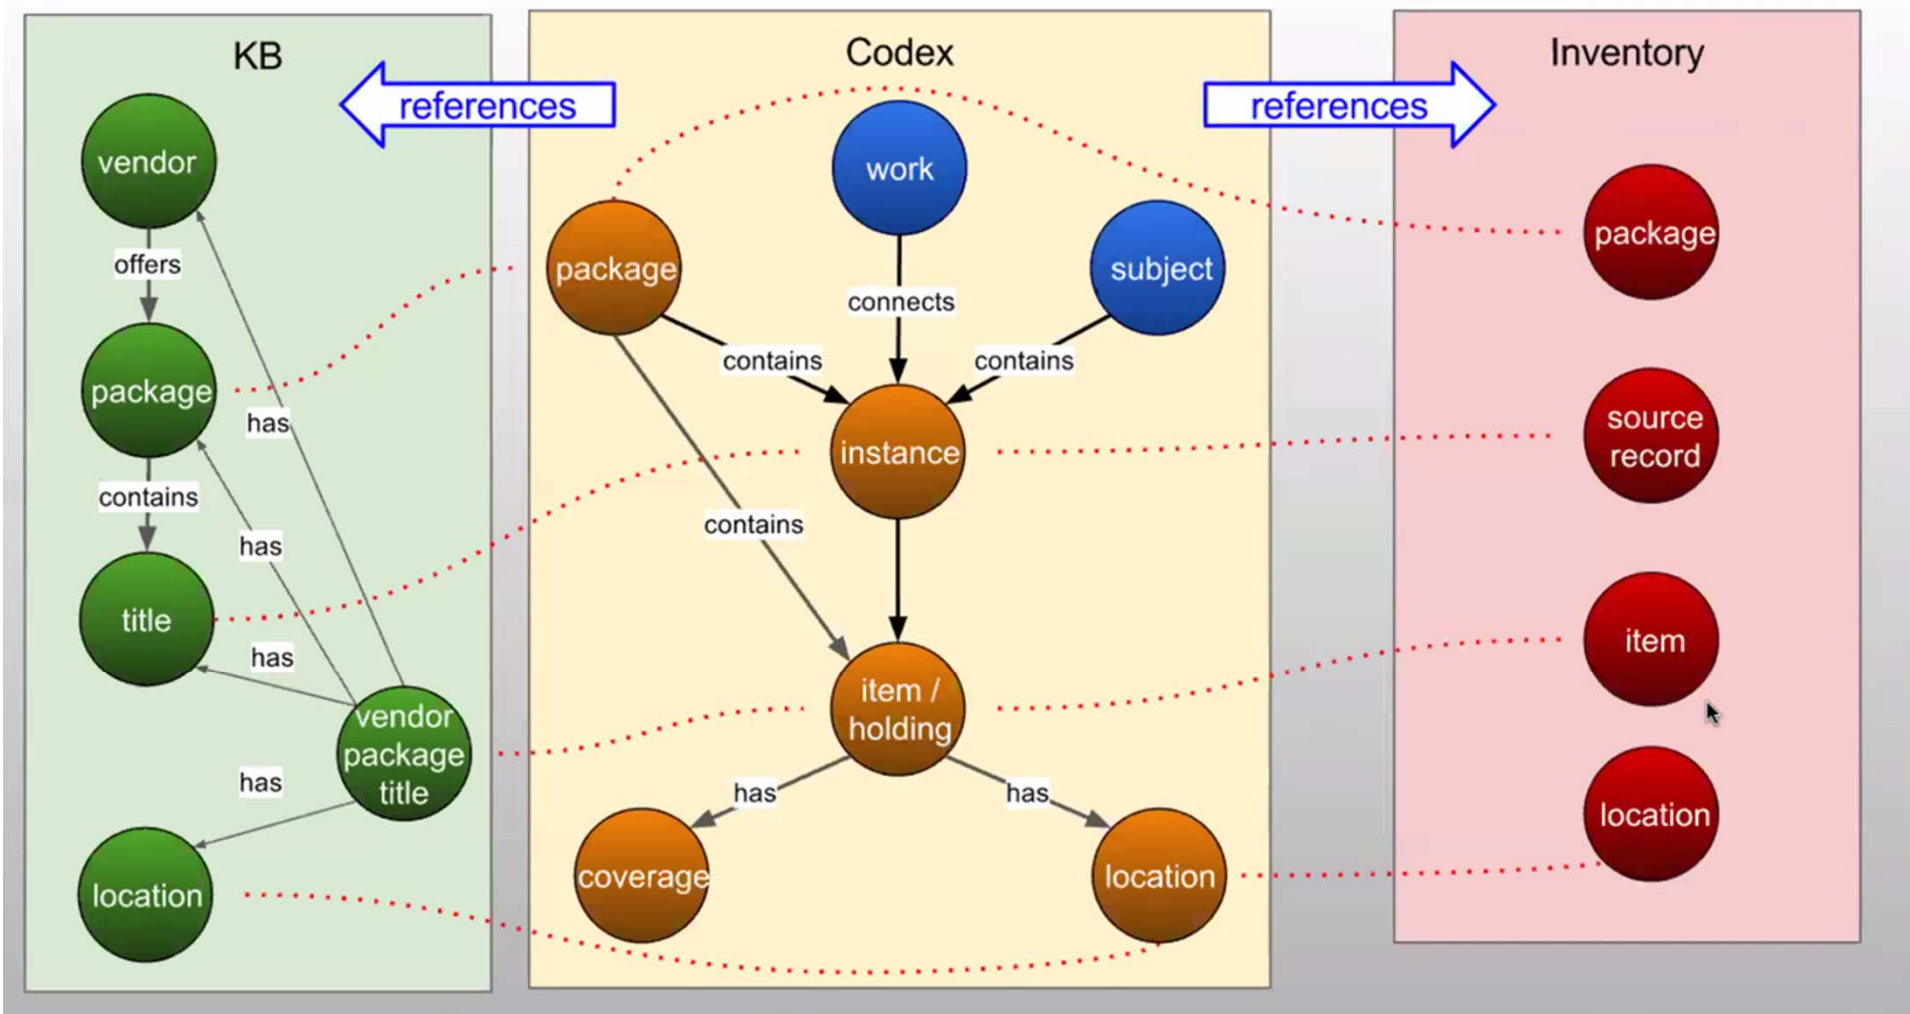 KB
references
vendor
offers
package
has
contains
has
title
has
vendor
package
title
has
location
Codex
references
work
package
subject
connects
contains
contains
instance
contains
item /
holding
has
has
coverage
location
Inventory
package
source
record
item
location